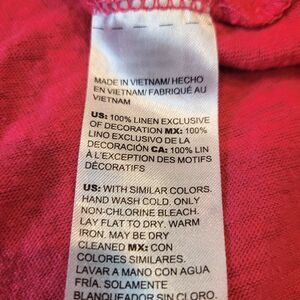 MADE IN VIETNAM/ HECHO
EN VIETNAM/ FABRIQUÉ AU
VIETNAM
US: 100% LINEN EXCLUSIVE
OF DECORATION MX: 100%
LINO EXCLUSIVO DE LA
DECORACIÓN CA: 100% LIN
À L'EXCEPTION DES MOTIFS
DÉCORATIFS
US: WITH SIMILAR COLORS.
HAND WASH COLD. ONLY
NON-CHLORINE BLEACH.
LAY FLAT TO DRY. WARM
IRON. MAY BE DRY
CLEANED MX: CON
COLORES SIMILARES.
LAVAR A MANO CON AGUA
FRÍA. SOLAMENTE
BLANQUEADOR SIN CLORO.